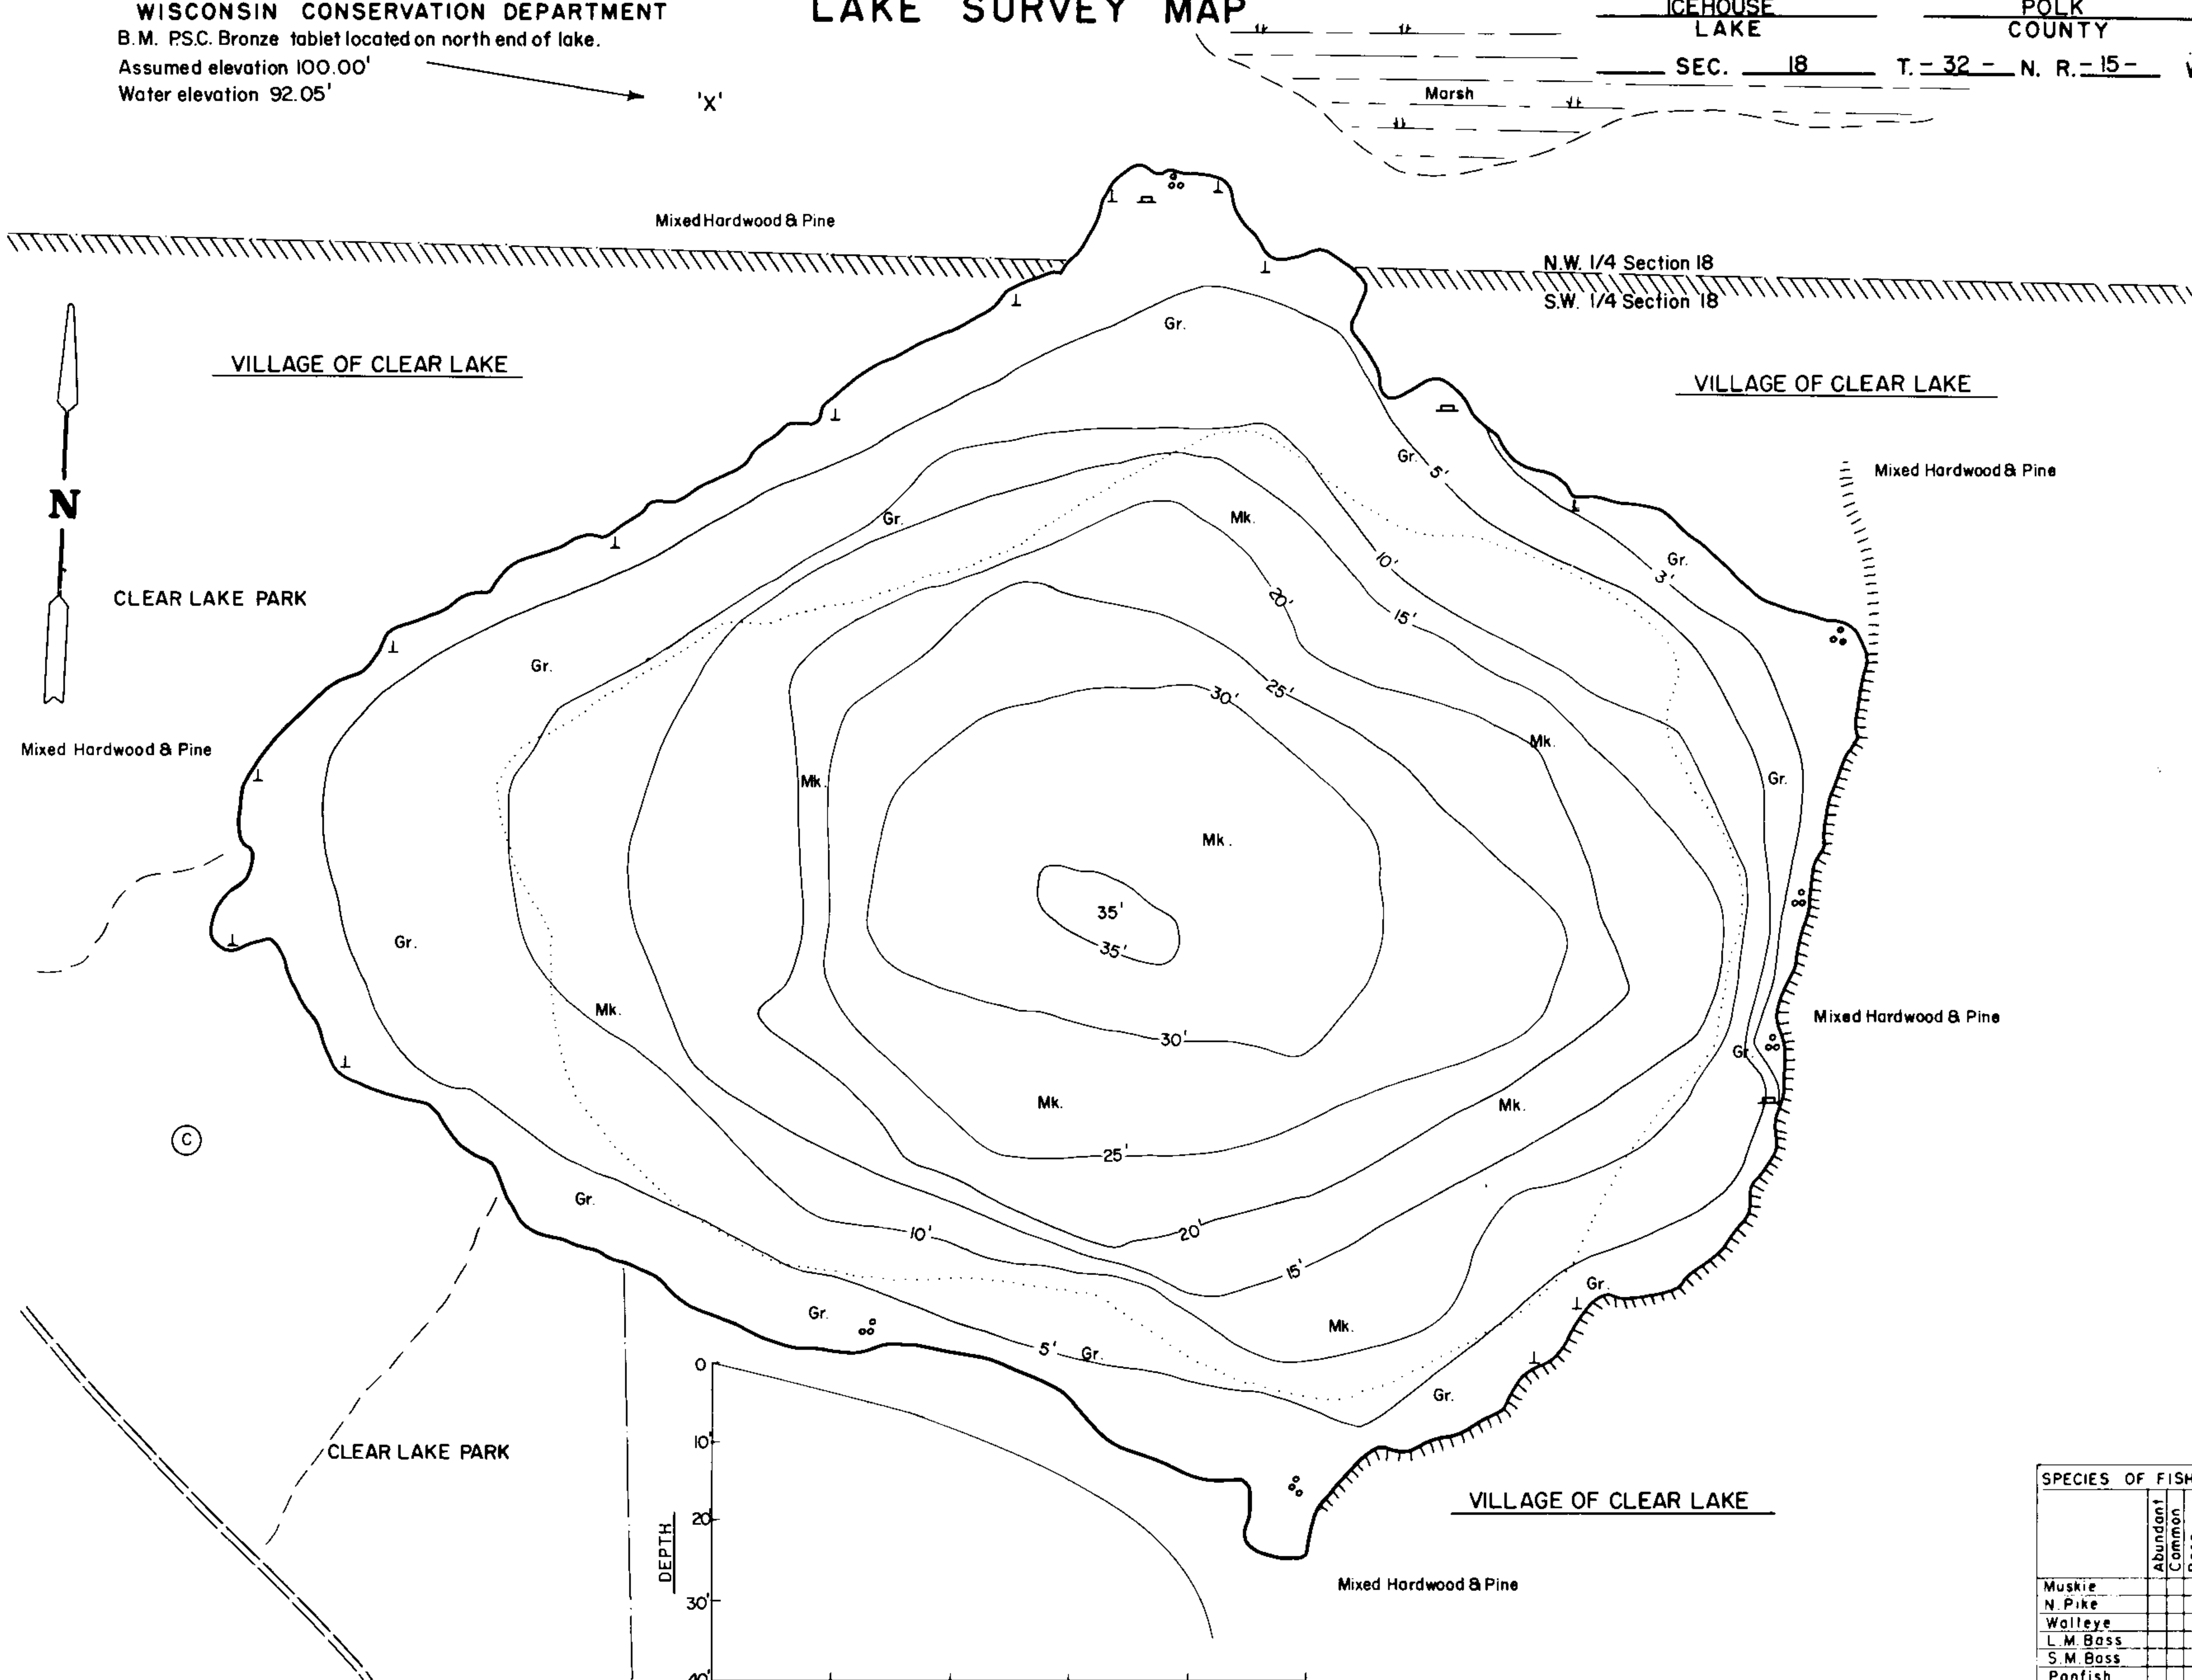 WISCONSIN CONSERVATION DEPARTMENT
B.M. P.S.C. Bronze tablet located on north end of lake.
Assumed elevation 100.00'
Water elevation 92.05'
'X'
LAKE SURVEY MAP
ICEHOUSE
LAKE
POLK
COUNTY
SEC. 18 T. -32- N. R. -15-
Marsh
Mixed Hardwood & Pine
N.W. 1/4 Section 18
S.W. 1/4 Section 18
Gr.
VILLAGE OF CLEAR LAKE
VILLAGE OF CLEAR LAKE
Gr.
5'
Mixed Hardwood & Pine
N
Gr.
Mk.
10'
Gr.
3'
CLEAR LAKE PARK
20'
15'
Gr.
25'
30'
Mixed Hardwood & Pine
Mk.
Mk.
Gr.
Mk.
35'
35'
Gr.
Mk.
Mixed Hardwood & Pine
30'
Gr.
Mk.
Mk.
C
25'
Gr.
10'
20'
15'
Gr.
Gr.
Mk.
5'
Gr.
0
Gr.
10'
CLEAR LAKE PARK
VILLAGE OF CLEAR LAKE
20'
DEPTH
30'
40'
Mixed Hardwood & Pine
SPECIES OF FISH
Abundant
Common
Muskie
N. Pike
Walleye
L.M. Bass
S.M. Bass
Panfish